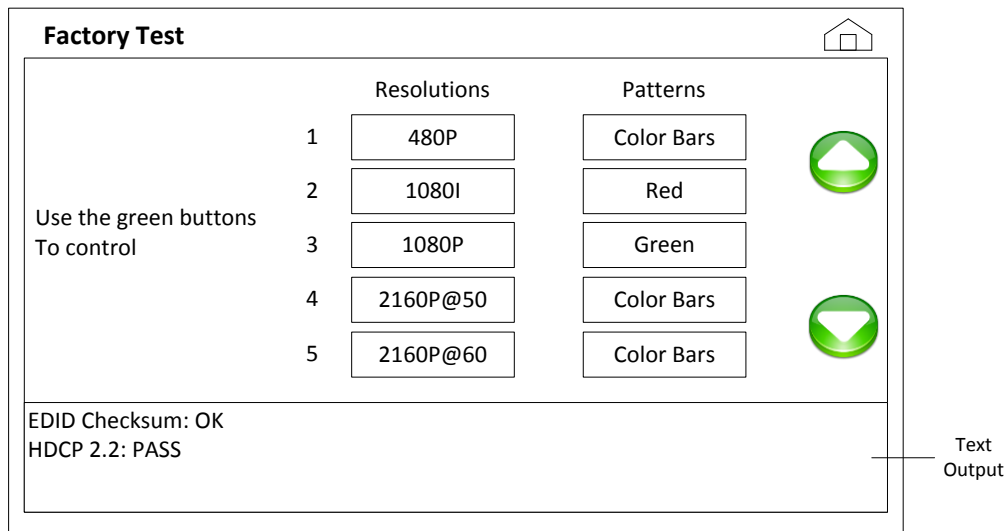 Factory Test
Resolutions Patterns
1 480P Color Bars
2 1080I Red
Use the green buttons
To control
3 1080P Green
4 2160P@50 Color Bars
5 2160P@60 Color Bars
EDID Checksum: OK
HDCP 2.2: PASS
Text
Output